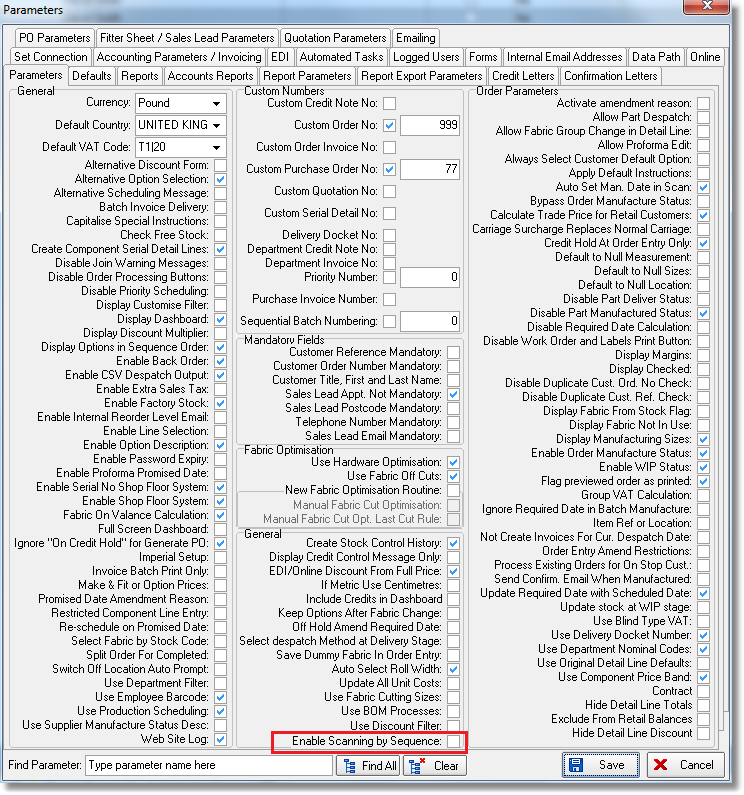 Parameters
PO Parameters
Fitter Sheet / Sales Lead Parameters
Quotation Parameters
Emailing
Set Connection
Accounting Parameters / Invoicing
EDI
Automated Tasks
Logged Users
Forms
Internal Email Addresses
Data Path
Online
Parameters
Defaults
Reports
Accounts Reports
Report Parameters
Report Export Parameters
Credit Letters
Confirmation Letters
General
Currency: Pound
Default Country: UNITED KING
Default VAT Code: T1|20
Alternative Discount Form:
Alternative Option Selection:
Alternative Scheduling Message:
Batch Invoice Delivery:
Capitalise Special Instructions:
Check Free Stock:
Create Component Serial Detail Lines:
Disable Join Warning Messages:
Disable Order Processing Buttons:
Disable Priority Scheduling:
Display Customise Filter:
Display Dashboard:
Display Discount Multiplier:
Display Options in Sequence Order:
Enable Back Order:
Enable CSV Despatch Output:
Enable Extra Sales Tax:
Enable Factory Stock:
Enable Internal Reorder Level Email:
Enable Line Selection:
Enable Option Description:
Enable Password Expiry:
Enable Proforma Promised Date:
Enable Serial No Shop Floor System:
Enable Shop Floor System:
Fabric On Valance Calculation:
Full Screen Dashboard:
Ignore "On Credit Hold" for Generate PO:
Imperial Setup:
Invoice Batch Print Only:
Make & Fit or Option Prices:
Promised Date Amendment Reason:
Restricted Component Line Entry:
Re-schedule on Promised Date:
Select Fabric by Stock Code:
Split Order For Completed:
Switch Off Location Auto Prompt:
Use Department Filter:
Use Employee Barcode:
Use Production Scheduling:
Use Supplier Manufacture Status Desc:
Web Site Log:
Custom Numbers
Custom Credit Note No:
Custom Order No: 999
Custom Order Invoice No:
Custom Purchase Order No: 77
Custom Quotation No:
Custom Serial Detail No:
Delivery Docket No:
Department Credit Note No:
Department Invoice No:
Priority Number: 0
Purchase Invoice Number:
Sequential Batch Numbering: 0
Mandatory Fields
Customer Reference Mandatory:
Customer Order Number Mandatory:
Customer Title, First and Last Name:
Sales Lead Appt. Not Mandatory:
Sales Lead Postcode Mandatory:
Telephone Number Mandatory:
Sales Lead Email Mandatory:
Fabric Optimisation
Use Hardware Optimisation:
Use Fabric Off Cuts:
New Fabric Optimisation Routine:
Manual Fabric Cut Optimisation:
Manual Fabric Cut Opt. Last Cut Rule:
General
Create Stock Control History:
Display Credit Control Message Only:
EDI/Online Discount From Full Price:
If Metric Use Centimetres:
Include Credits in Dashboard
Keep Options After Fabric Change:
Off Hold Amend Required Date:
Select despatch Method at Delivery Stage:
Save Dummy Fabric In Order Entry:
Auto Select Roll Width:
Update All Unit Costs:
Use Fabric Cutting Sizes:
Use BOM Processes:
Use Discount Filter:
Enable Scanning by Sequence:
Order Parameters
Activate amendment reason:
Allow Part Despatch:
Allow Fabric Group Change in Detail Line:
Allow Proforma Edit:
Always Select Customer Default Option:
Apply Default Instructions:
Auto Set Man. Date in Scan:
Bypass Order Manufacture Status:
Calculate Trade Price for Retail Customers:
Carriage Surcharge Replaces Normal Carriage:
Credit Hold At Order Entry Only:
Default to Null Measurement:
Default to Null Sizes:
Default to Null Location:
Disable Part Deliver Status:
Disable Part Manufactured Status:
Disable Required Date Calculation:
Disable Work Order and Labels Print Button:
Display Margins:
Display Checked:
Disable Duplicate Cust. Ord. No Check:
Disable Duplicate Cust. Ref. Check:
Display Fabric From Stock Flag:
Display Fabric Not In Use:
Display Manufacturing Sizes:
Enable Order Manufacture Status:
Enable WIP Status:
Flag previewed order as printed:
Group VAT Calculation:
Ignore Required Date in Batch Manufacture:
Item Ref or Location:
Not Create Invoices For Cur. Despatch Date:
Order Entry Amend Restrictions:
Process Existing Orders for On Stop Cust.:
Send Confirm. Email When Manufactured:
Update Required Date with Scheduled Date:
Update stock at WIP stage:
Use Blind Type VAT:
Use Delivery Docket Number:
Use Department Nominal Codes:
Use Original Detail Line Defaults:
Use Component Price Band:
Contract
Hide Detail Line Totals
Exclude From Retail Balances
Hide Detail Line Discount
Find Parameter: Type parameter name here
Find All
Clear
Save
Cancel